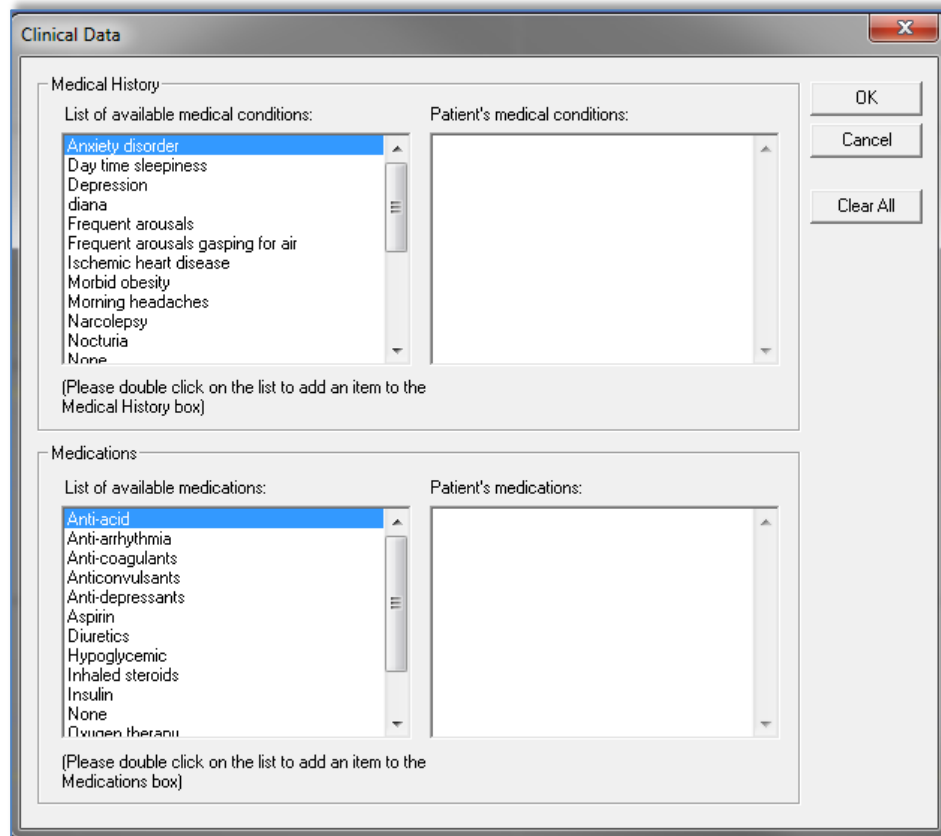 Clinical Data
Medical History
OK
List of available medical conditions:
Patient's medical conditions:
Cancel
Anxiety disorder
Day time sleepiness
Depression
diana
Clear All
Frequent arousals
Frequent arousals gasping for air
Ischemic heart disease
Morbid obesity
Morning headaches
Narcolepsy
Nocturia
None
(Please double click on the list to add an item to the
Medical History box)
Medications
List of available medications:
Patient's medications:
Anti-acid
Anti-arrhythmia
Anti-coagulants
Anticonvulsants
Anti-depressants
Aspirin
Diuretics
Hypoglycemic
Inhaled steroids
Insulin
None
Oxygen therapy
(Please double click on the list to add an item to the
Medications box)